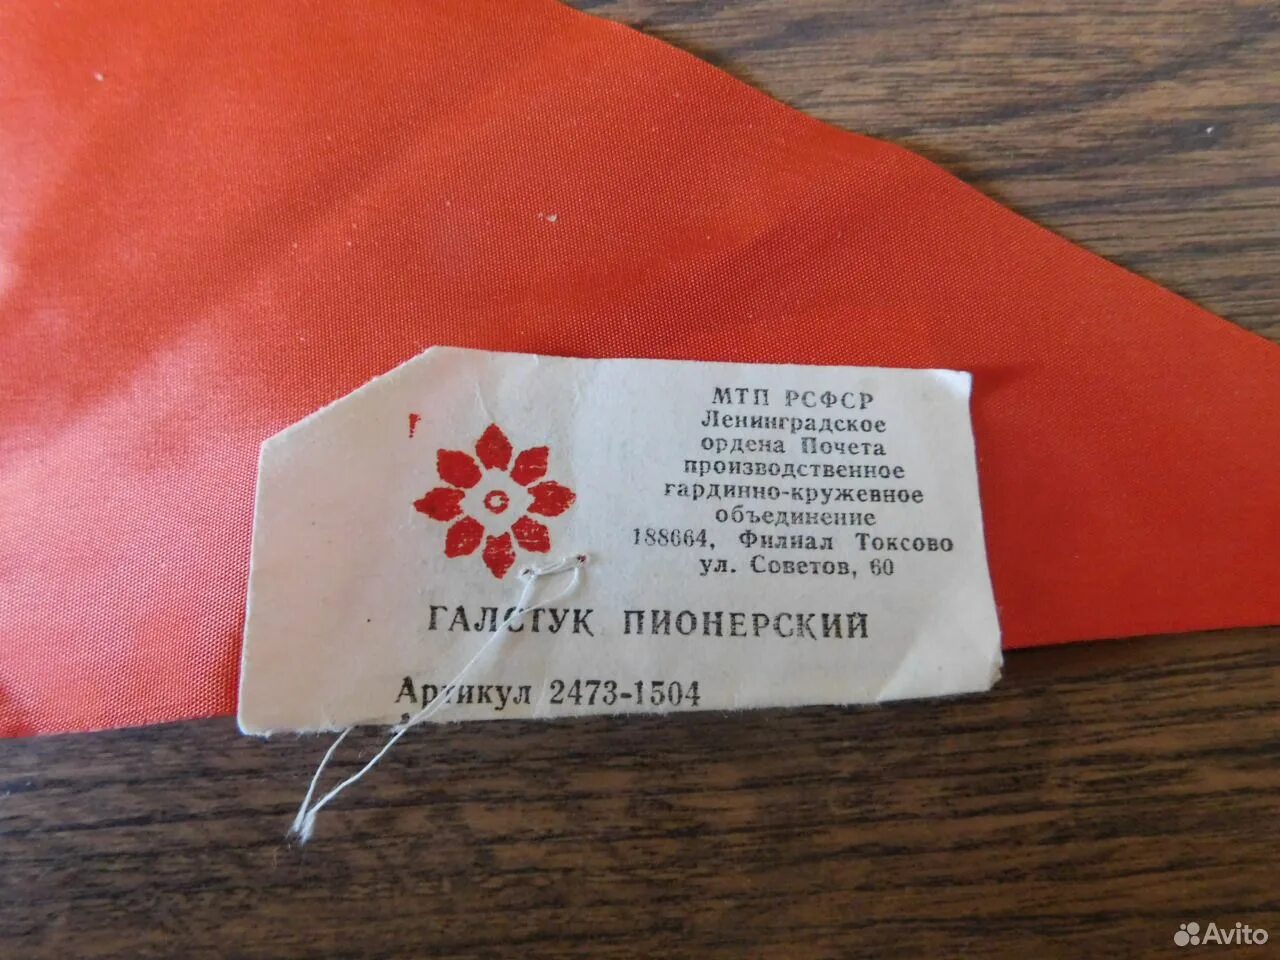 МТП РСФСР
Ленинградское
ордена Почета
производственное
гардинно-кружевное
объединение
188664, Филиал Токсово
ул. Советов, 60
ГАЛСТУК ПИОНЕРСКИЙ
Артикул 2473-1504
Avito